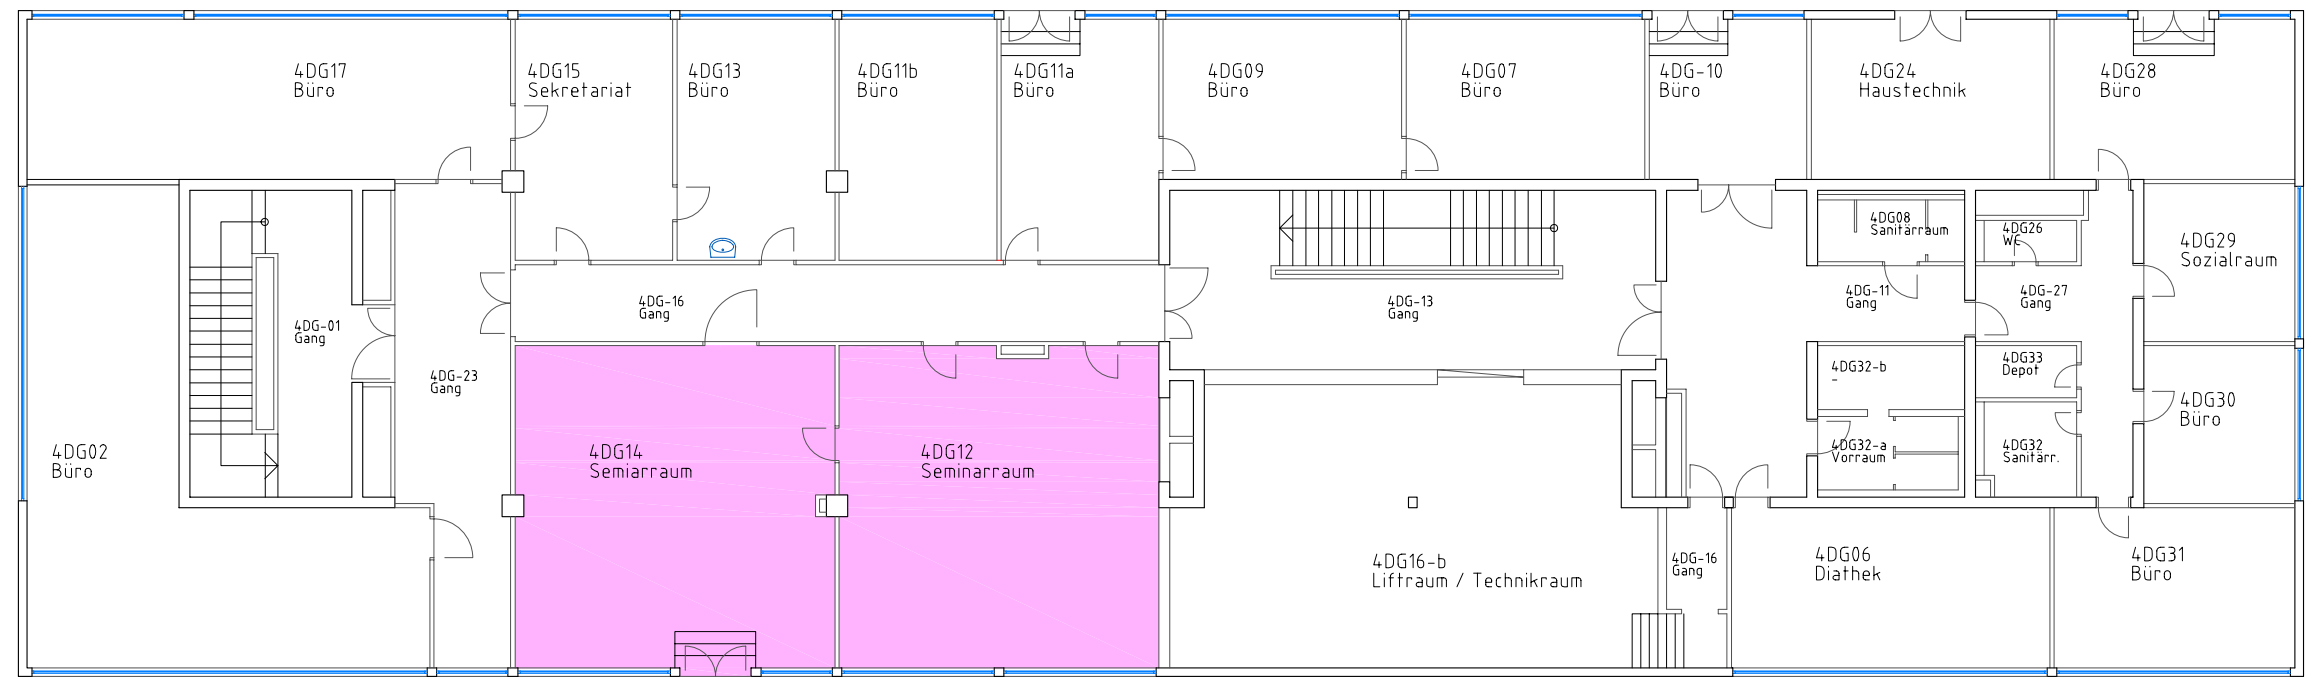 4DG17
Büro
4DG15
Sekretariat
4DG13
Büro
4DG11b
Büro
4DG11a
Büro
4DG09
Büro
4DG07
Büro
4DG-10
Büro
4DG24
Haustechnik
4DG28
Büro
4DG08
Sanitärraum
4DG26
WC
4DG29
Sozialraum
4DG-01
Gang
4DG-16
Gang
4DG-13
Gang
4DG-11
Gang
4DG-27
Gang
4DG-23
Gang
4DG32-b
-
4DG33
Depot
4DG30
Büro
4DG02
Büro
4DG14
Semiarraum
4DG12
Seminarraum
4DG32-a
Vorraum
4DG32
Sanitärr.
4DG16-b
Liftraum / Technikraum
4DG-16
Gang
4DG06
Diathek
4DG31
Büro